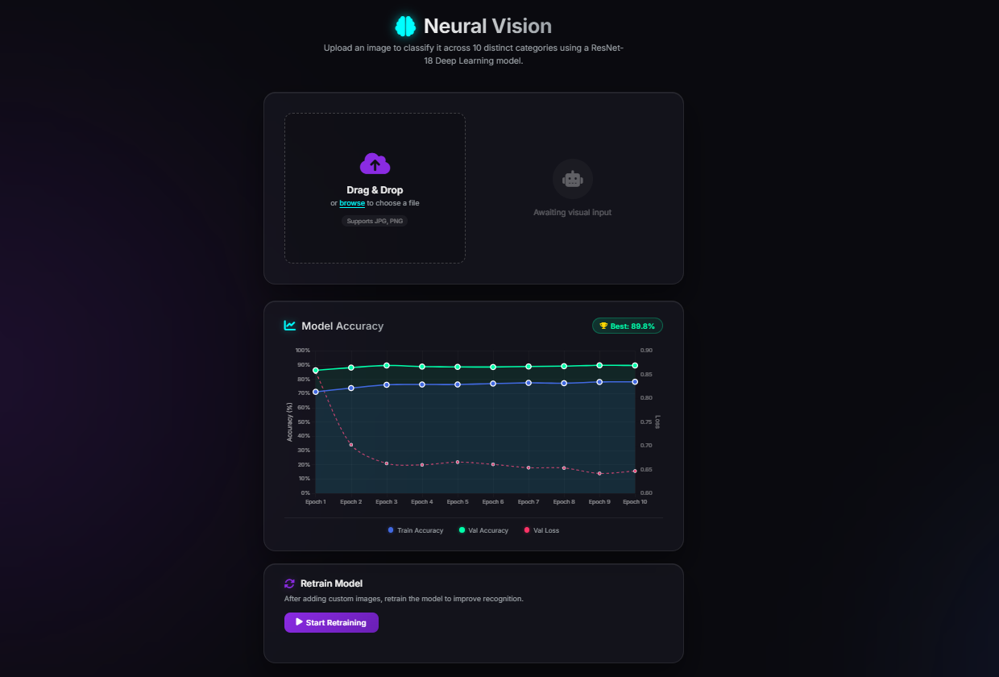 Neural Vision
Upload an image to classify it across 10 distinct categories using a ResNet-
18 Deep Learning model.
Drag & Drop
or browse to choose a file
Supports JPG, PNG
Awaiting visual input
Model Accuracy
Best: 89.8%
100%
90%
80%
70%
60%
50%
40%
30%
20%
10%
0%
Accuracy (%)
0.90
0.85
0.80
0.75
0.70
0.65
0.60
Loss
Epoch 1 Epoch 2 Epoch 3 Epoch 4 Epoch 5 Epoch 6 Epoch 7 Epoch 8 Epoch 9 Epoch 10
Train Accuracy Val Accuracy Val Loss
Retrain Model
After adding custom images, retrain the model to improve recognition.
Start Retraining